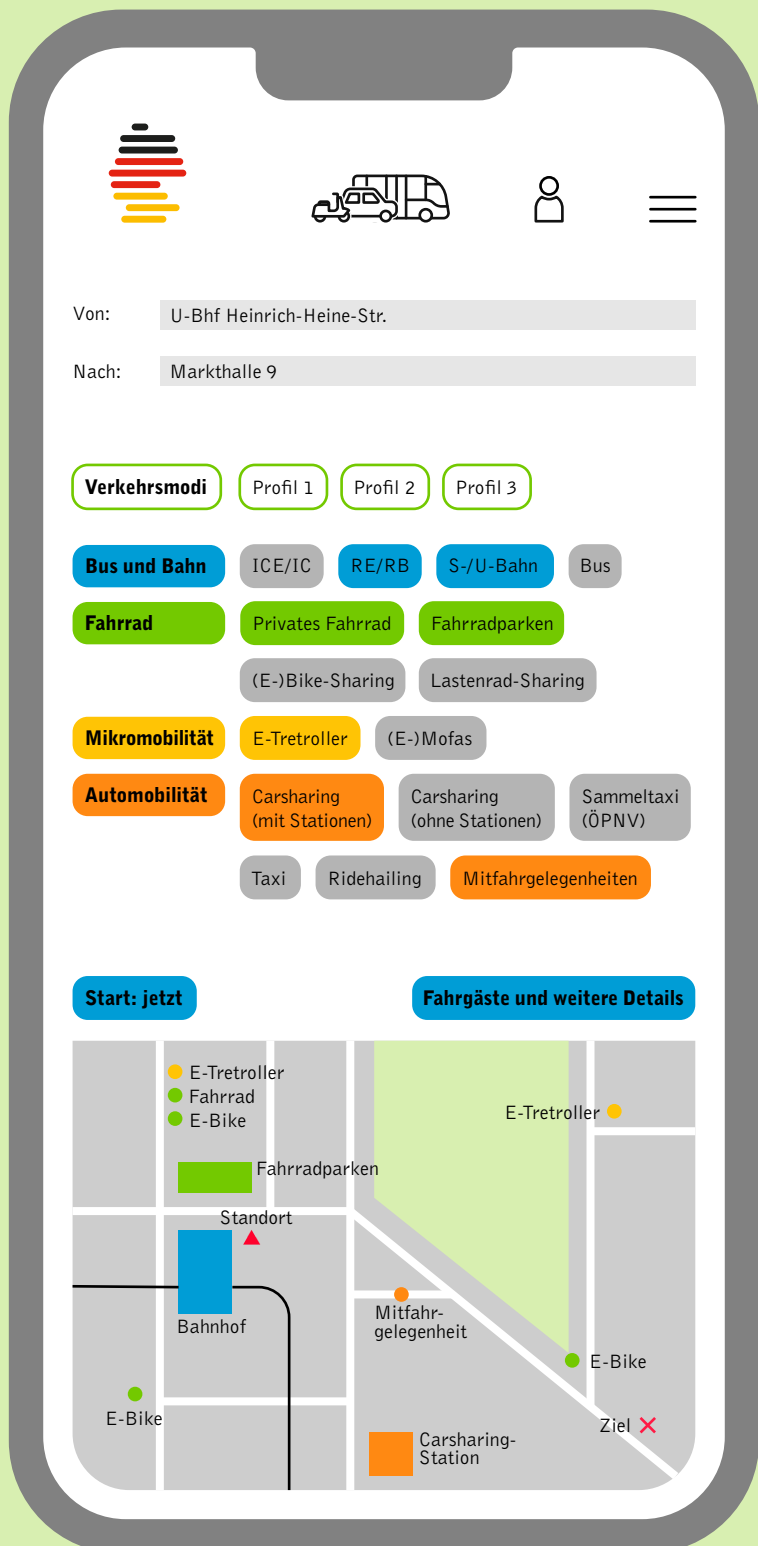 Von: U-Bhf Heinrich-Heine-Str.
Nach: Markthalle 9
Verkehrsmodi Profil 1 Profil 2 Profil 3
Bus und Bahn ICE/IC RE/RB S-/U-Bahn Bus
Fahrrad Privates Fahrrad Fahrradparken
(E-)Bike-Sharing Lastenrad-Sharing
Mikromobilität E-Tretroller (E-)Mofas
Automobilität
Carsharing
(mit Stationen)
Carsharing
(ohne Stationen)
Sammeltaxi
(ÖPNV)
Taxi Ridehailing Mitfahrgelegenheiten
Start: jetzt Fahrgäste und weitere Details
E-Tretroller
Fahrrad
E-Bike
E-Tretroller
Fahrradparken
Standort
Bahnhof
Mitfahr-
gelegenheit
E-Bike
E-Bike
Ziel
Carsharing-
Station